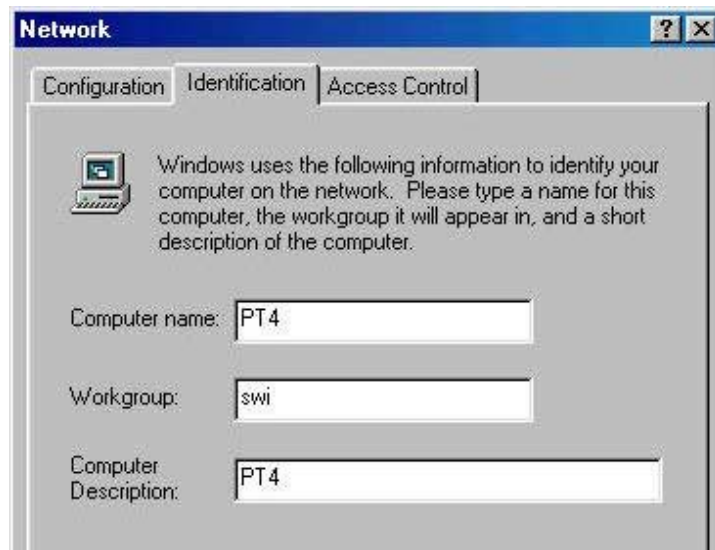 Network
Configuration Identification Access Control
Windows uses the following information to identify your
computer on the network. Please type a name for this
computer, the workgroup it will appear in, and a short
description of the computer.
Computer name: PT4
Workgroup: swi
Computer
Description: PT4